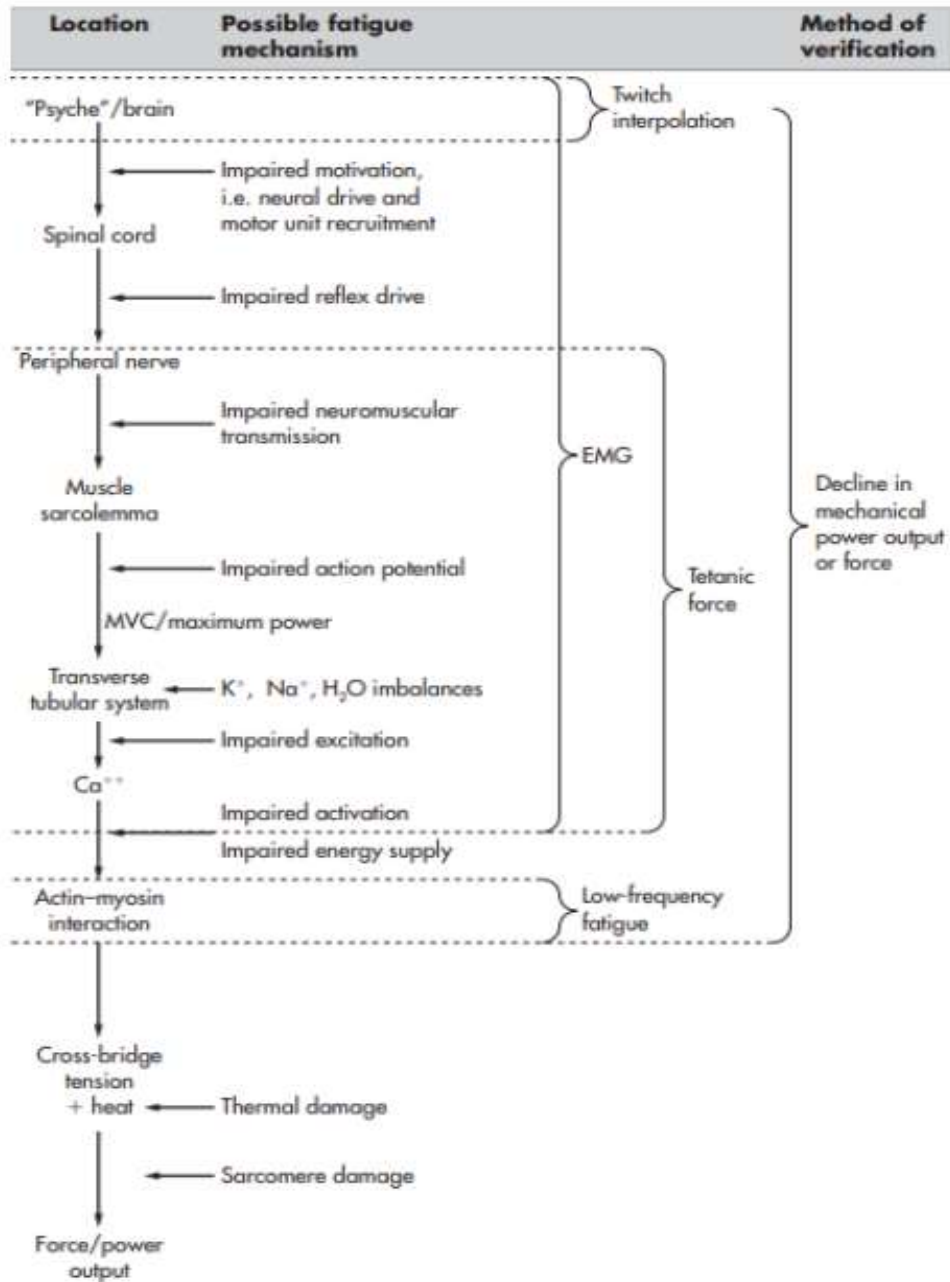 Location
Possible fatigue
mechanism
Method of
verification
"Psyche"/brain
Twitch
interpolation
Impaired motivation,
i.e. neural drive and
motor unit recruitment
Spinal cord
Impaired reflex drive
Peripheral nerve
Impaired neuromuscular
transmission
EMG
Muscle
sarcolemma
Decline in
mechanical
power output
or force
Impaired action potential
Tetanic
force
MVC/maximum power
Transverse
tubular system
K⁺, Na⁺, H₂O imbalances
Impaired excitation
Ca⁺⁺
Impaired activation
Impaired energy supply
Actin–myosin
interaction
Low-frequency
fatigue
Cross-bridge
tension
+ heat
Thermal damage
Sarcomere damage
Force/power
output